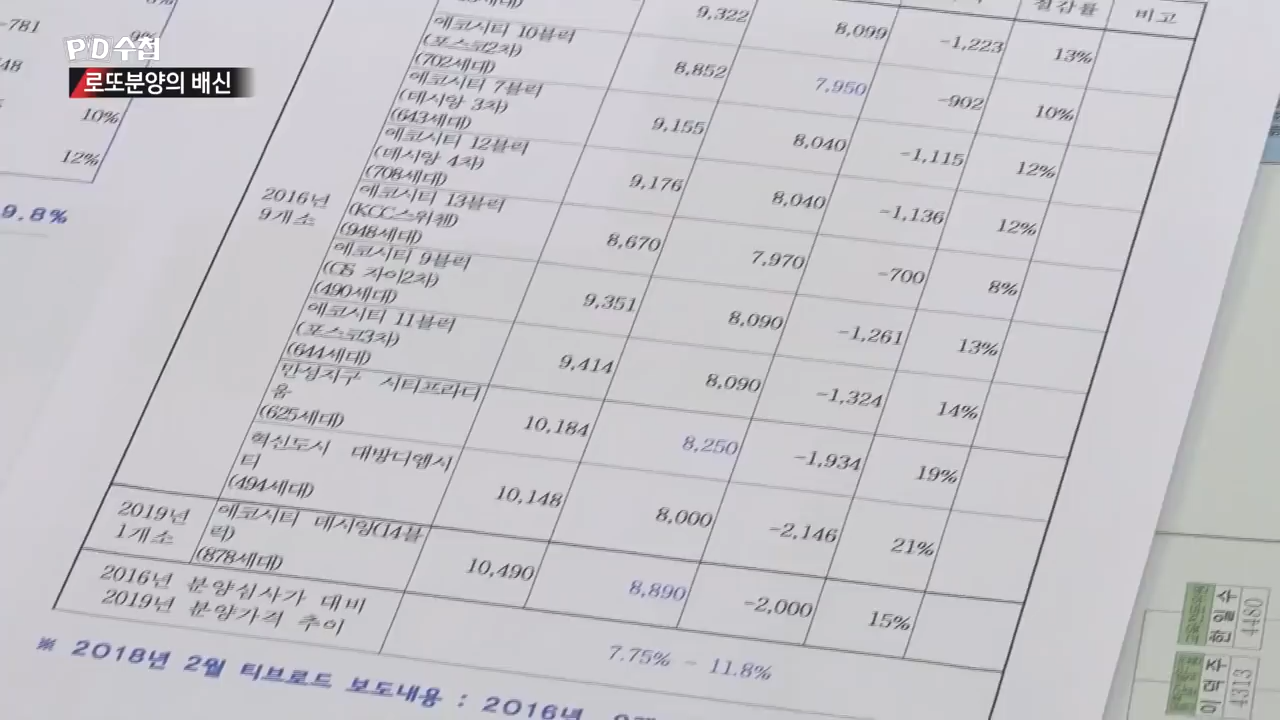 PD수첩
로또분양의 배신
-781
9%
10%
12%
9.8%
절감률 비고
9,322 8,099 -1,223 13%
에코시티 10블럭
(포스코2차)
(702세대)
8,852 7,950 -902 10%
에코시티 7블럭
(데시앙 3차)
(643세대)
9,155 8,040 -1,115 12%
에코시티 12블럭
(데시앙 4차)
(708세대)
9,176 8,040 -1,136 12%
2016년
9개소
에코시티 13블럭
(KCC스위첸)
(948세대)
8,670 7,970 -700 8%
에코시티 9블럭
(GS 자이2차)
(490세대)
9,351 8,090 -1,261 13%
에코시티 11블럭
(포스코3차)
(644세대)
9,414 8,090 -1,324 14%
만성지구 시티프라디
움
(625세대)
10,184 8,250 -1,934 19%
혁신도시 대방디엠시
티
(494세대)
10,148 8,000 -2,146 21%
2019년
1개소
에코시티 데시앙(14블
럭)
(878세대)
10,490 8,890 -2,000 15%
2016년 분양심사가 대비
2019년 분양가격 추이
7.75% - 11.8%
※ 2018년 2월 티브로드 보도내용 : 2016년
한일수
4480
이덕주
4313